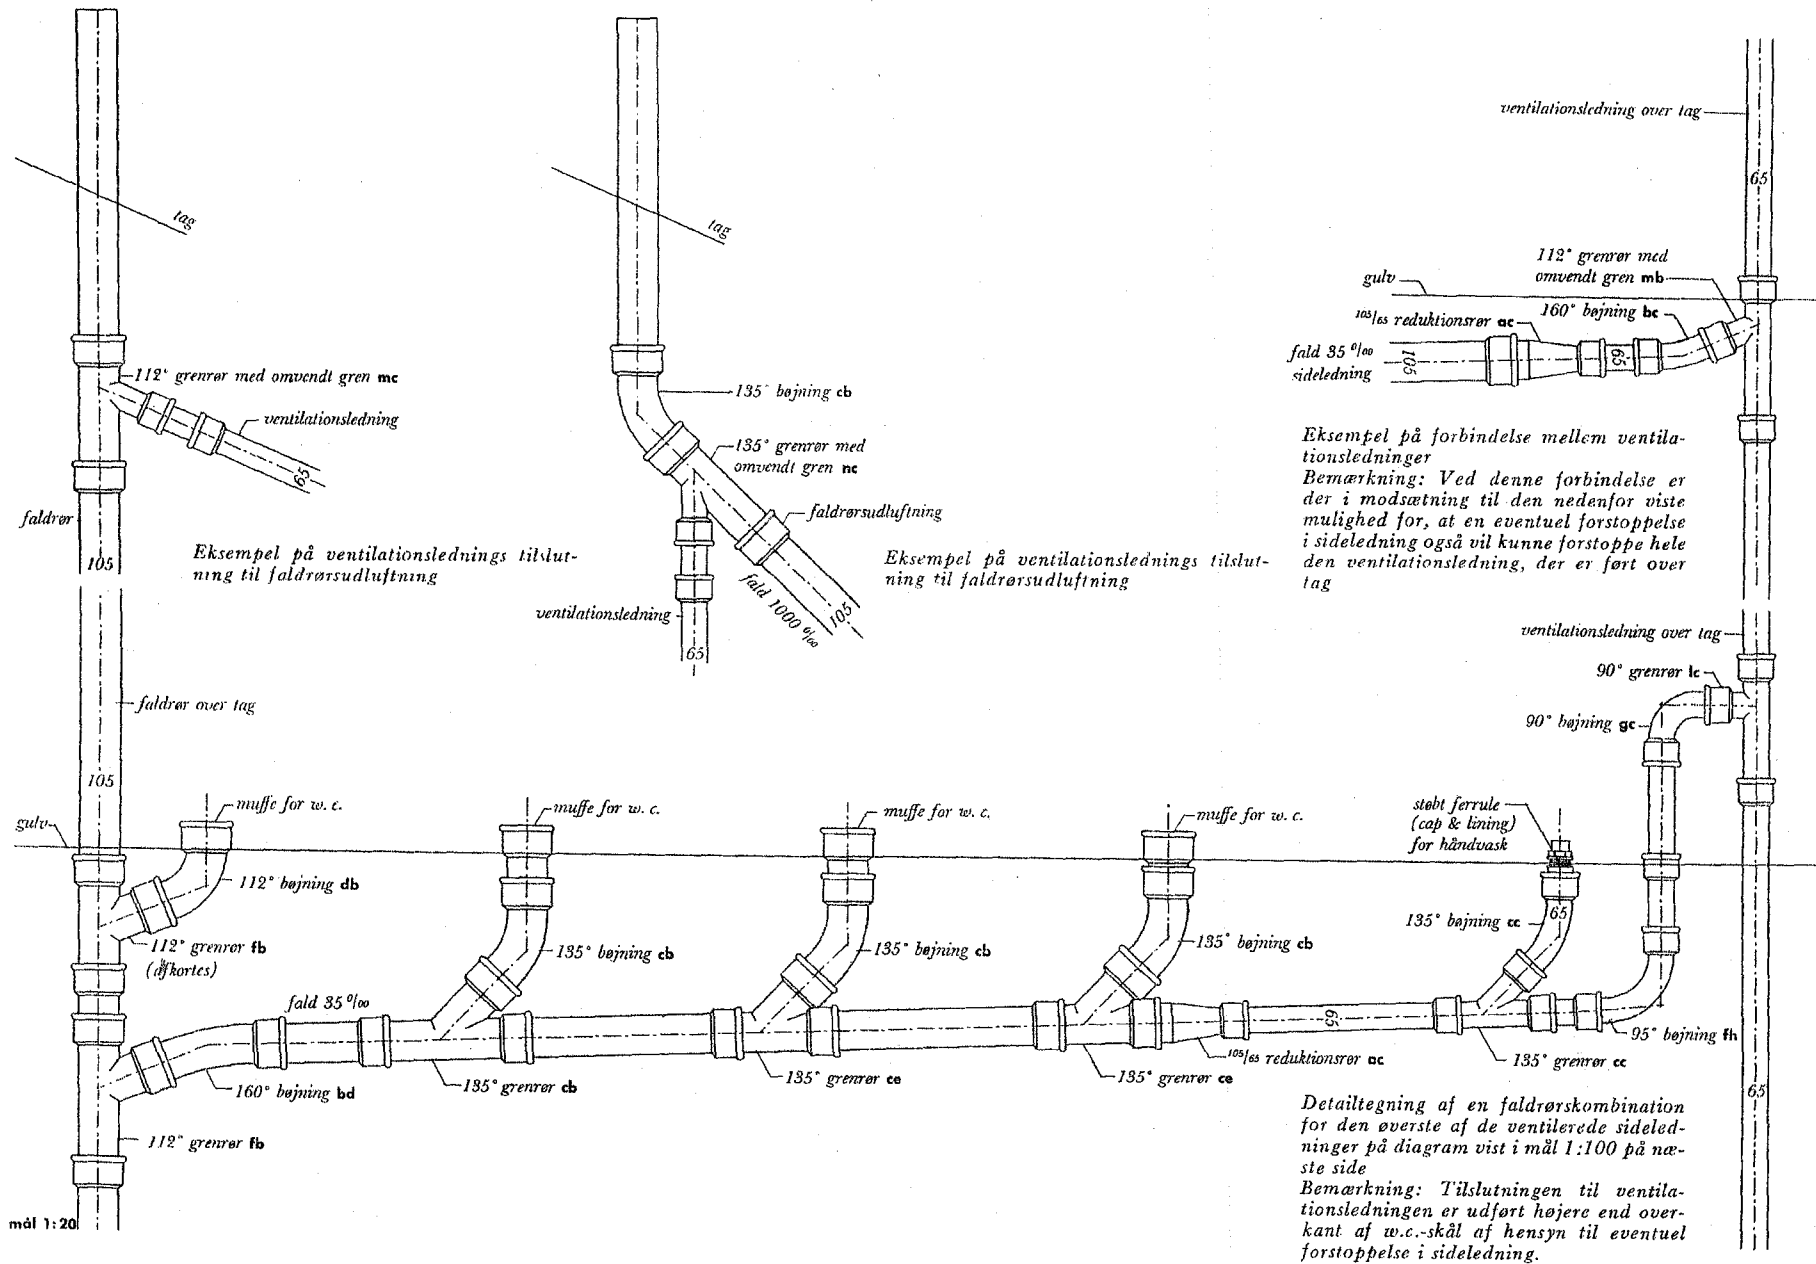 tag
112° grenrør med omvendt gren mc
ventilationsledning
65
faldrør
105
Eksempel på ventilationslednings tilslut-
ning til faldrørsudluftning
tag
135° bøjning cb
135° grenrør med
omvendt gren nc
faldrørsudluftning
fald 1000 ‰
105
ventilationsledning
65
Eksempel på ventilationslednings tilslut-
ning til faldrørsudluftning
ventilationsledning over tag
65
112° grenrør med
omvendt gren mb
gulv
105/65 reduktionsrør ac
160° bøjning bc
fald 35 ‰
sideledning
105
65
Eksempel på forbindelse mellem ventila-
tionsledninger
Bemærkning: Ved denne forbindelse er
der i modsætning til den nedenfor viste
mulighed for, at en eventuel forstoppelse
i sideledning også vil kunne forstoppe hele
den ventilationsledning, der er ført over
tag
ventilationsledning over tag
90° grenrør lc
90° bøjning gc
faldrør over tag
105
gulv
muffe for w. c.
muffe for w. c.
muffe for w. c.
muffe for w. c.
støbt ferrule
(cap & lining)
for håndvask
112° bøjning db
112° grenrør fb
(afkortes)
135° bøjning cb
135° bøjning cb
135° bøjning cb
135° bøjning cc
65
fald 35 ‰
65
160° bøjning bd
135° grenrør cb
135° grenrør ce
135° grenrør ce
105/65 reduktionsrør ac
135° grenrør cc
95° bøjning fh
65
112° grenrør fb
mål 1:20
Detailtegning af en faldrørskombination
for den øverste af de ventilerede sideled-
ninger på diagram vist i mål 1:100 på næ-
ste side
Bemærkning: Tilslutningen til ventila-
tionsledningen er udført højere end over-
kant af w.c.-skål af hensyn til eventuel
forstoppelse i sideledning.